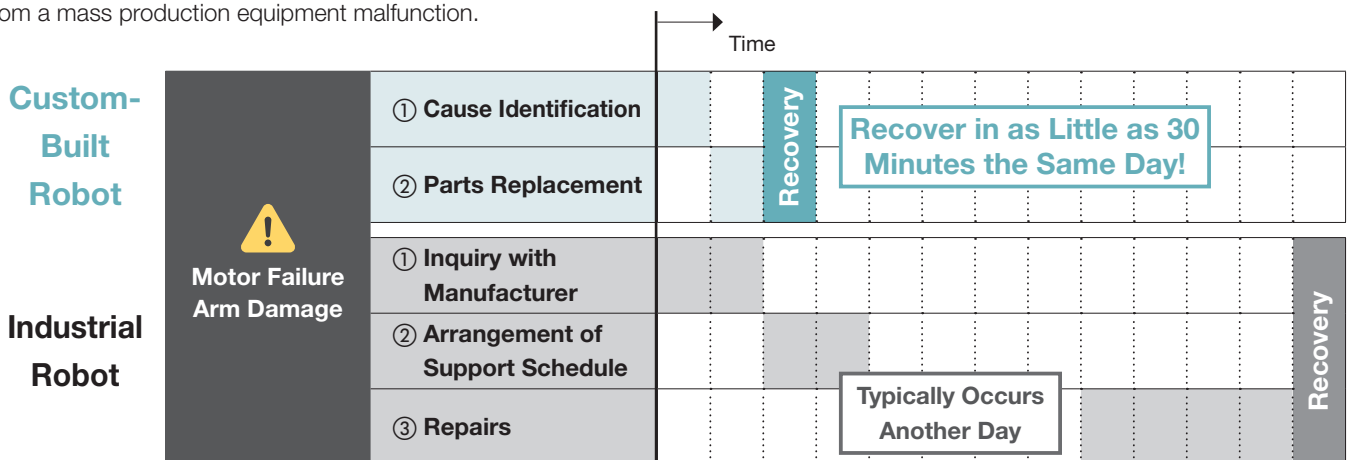 om a mass production equipment malfunction.
Time
Custom-
Built
Robot
Motor Failure
Arm Damage
① Cause Identification
② Parts Replacement
Recovery
Recover in as Little as 30
Minutes the Same Day!
Industrial
Robot
① Inquiry with
Manufacturer
② Arrangement of
Support Schedule
③ Repairs
Typically Occurs
Another Day
Recovery